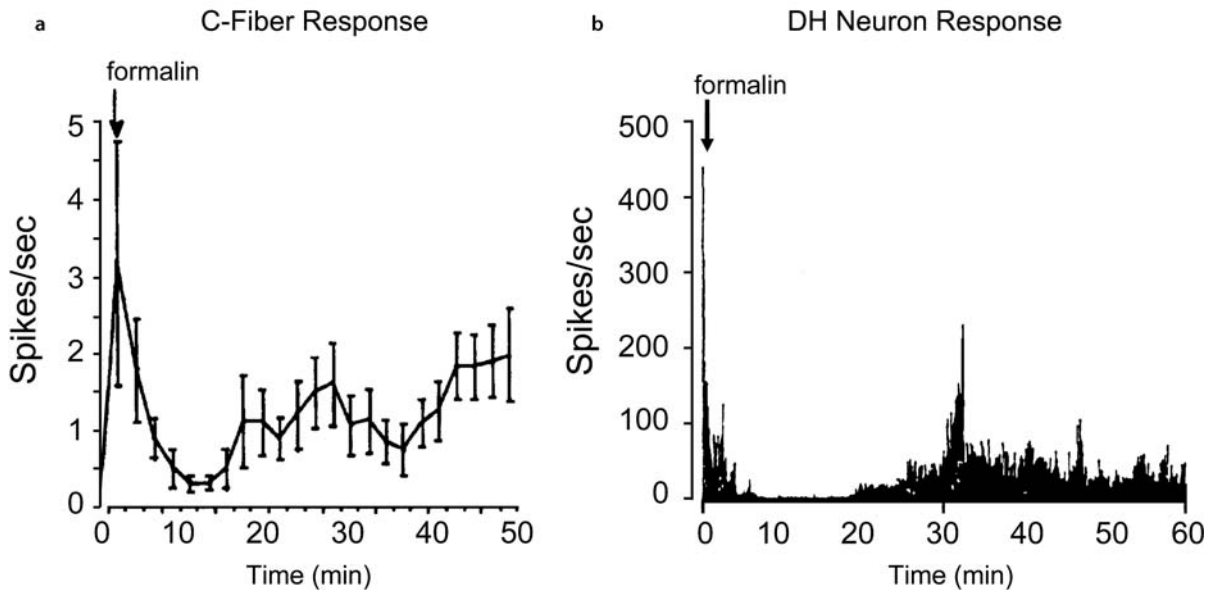 a C-Fiber Response
formalin
5
4
3
2
1
0
Spikes/sec
0 10 20 30 40 50
Time (min)
b DH Neuron Response
formalin
500
400
300
200
100
0
Spikes/sec
0 10 20 30 40 50 60
Time (min)